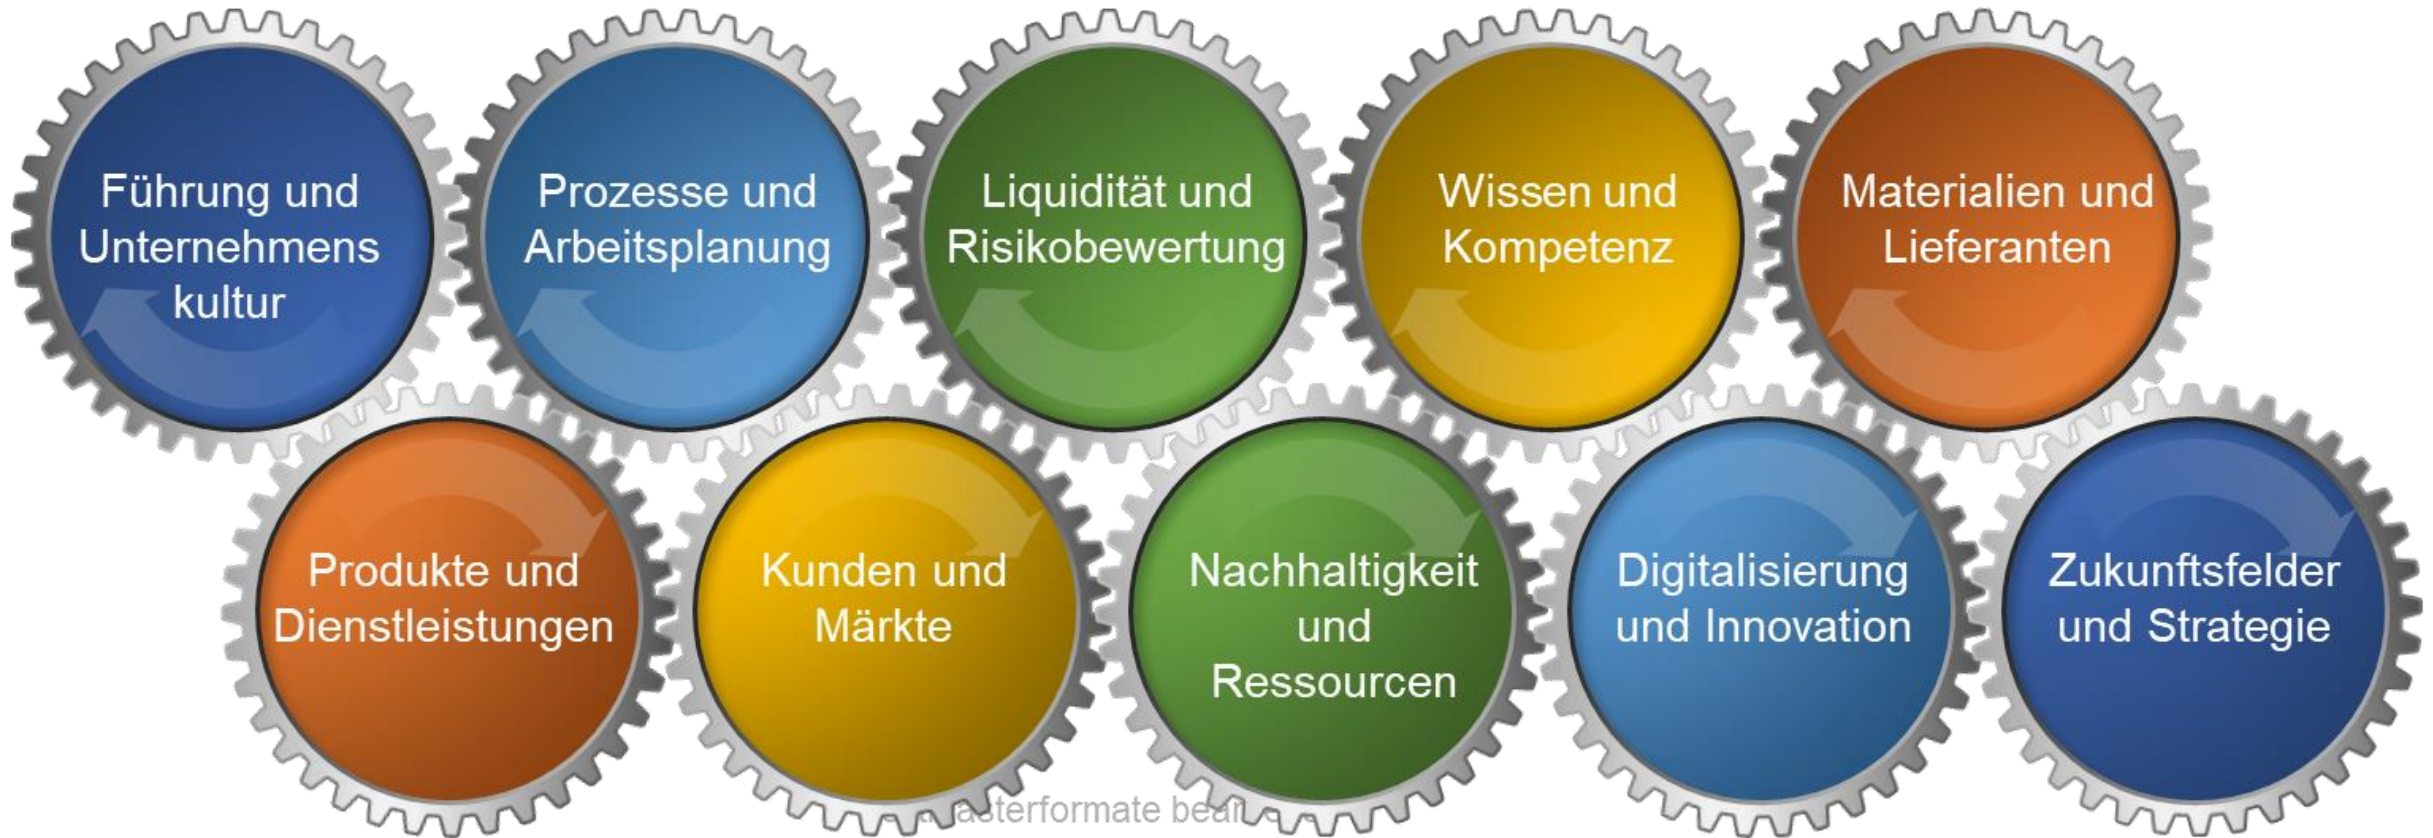 Führung und
Unternehmens
kultur
Prozesse und
Arbeitsplanung
Liquidität und
Risikobewertung
Wissen und
Kompetenz
Materialien und
Lieferanten
Produkte und
Dienstleistungen
Kunden und
Märkte
Nachhaltigkeit
und
Ressourcen
Digitalisierung
und Innovation
Zukunftsfelder
und Strategie